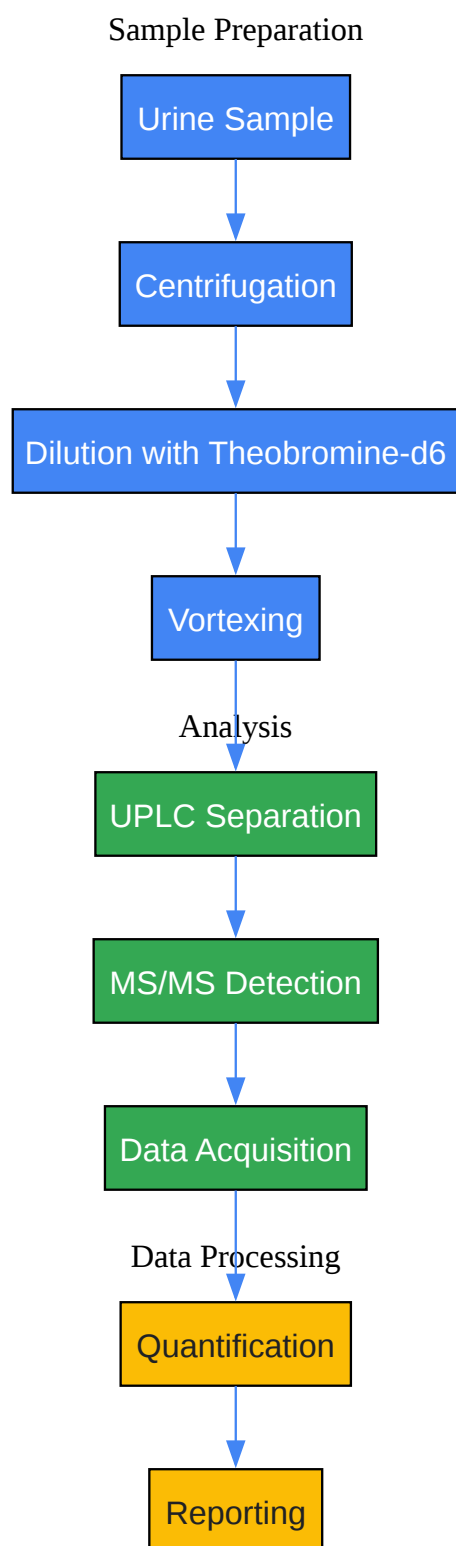 Sample Preparation
Urine Sample
Centrifugation
Dilution with Theobromine-d6
Vortexing
Analysis
UPLC Separation
MS/MS Detection
Data Acquisition
Data Processing
Quantification
Reporting